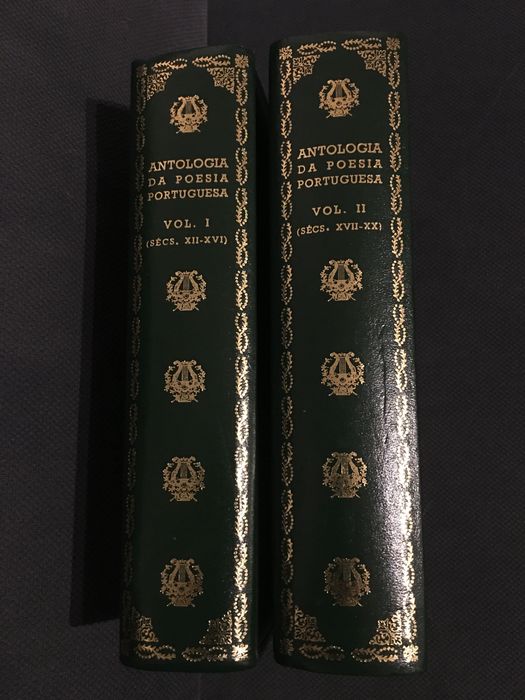 ANTOLOGIA
DA POESIA
PORTUGUESA
VOL. I
(SÉCS. XII-XVI)
ANTOLOGIA
DA POESIA
PORTUGUESA
VOL. II
(SÉCS. XVII-XX)